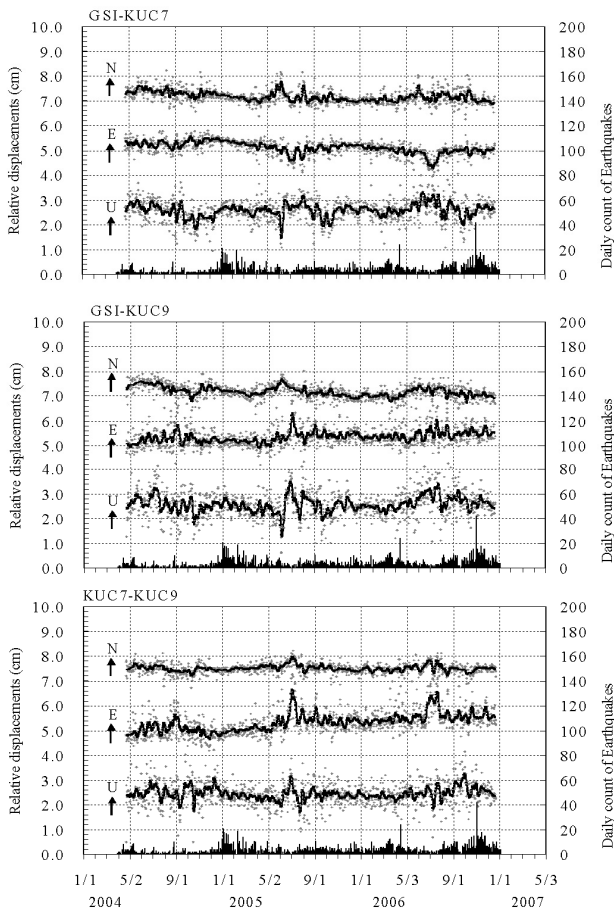 GSI-KUC7
Relative displacements (cm)
10.0 200
9.0 180
8.0 160
7.0 140
6.0 120
5.0 100
4.0 80
3.0 60
2.0 40
1.0 20
0.0 0
N
E
U
Daily count of Earthquakes
GSI-KUC9
Relative displacements (cm)
10.0 200
9.0 180
8.0 160
7.0 140
6.0 120
5.0 100
4.0 80
3.0 60
2.0 40
1.0 20
0.0 0
N
E
U
Daily count of Earthquakes
KUC7-KUC9
Relative displacements (cm)
10.0 200
9.0 180
8.0 160
7.0 140
6.0 120
5.0 100
4.0 80
3.0 60
2.0 40
1.0 20
0.0 0
N
E
U
Daily count of Earthquakes
1/1 5/2 9/1 1/1 5/2 9/1 1/1 5/3 9/1 1/1 5/3
2004 2005 2006 2007